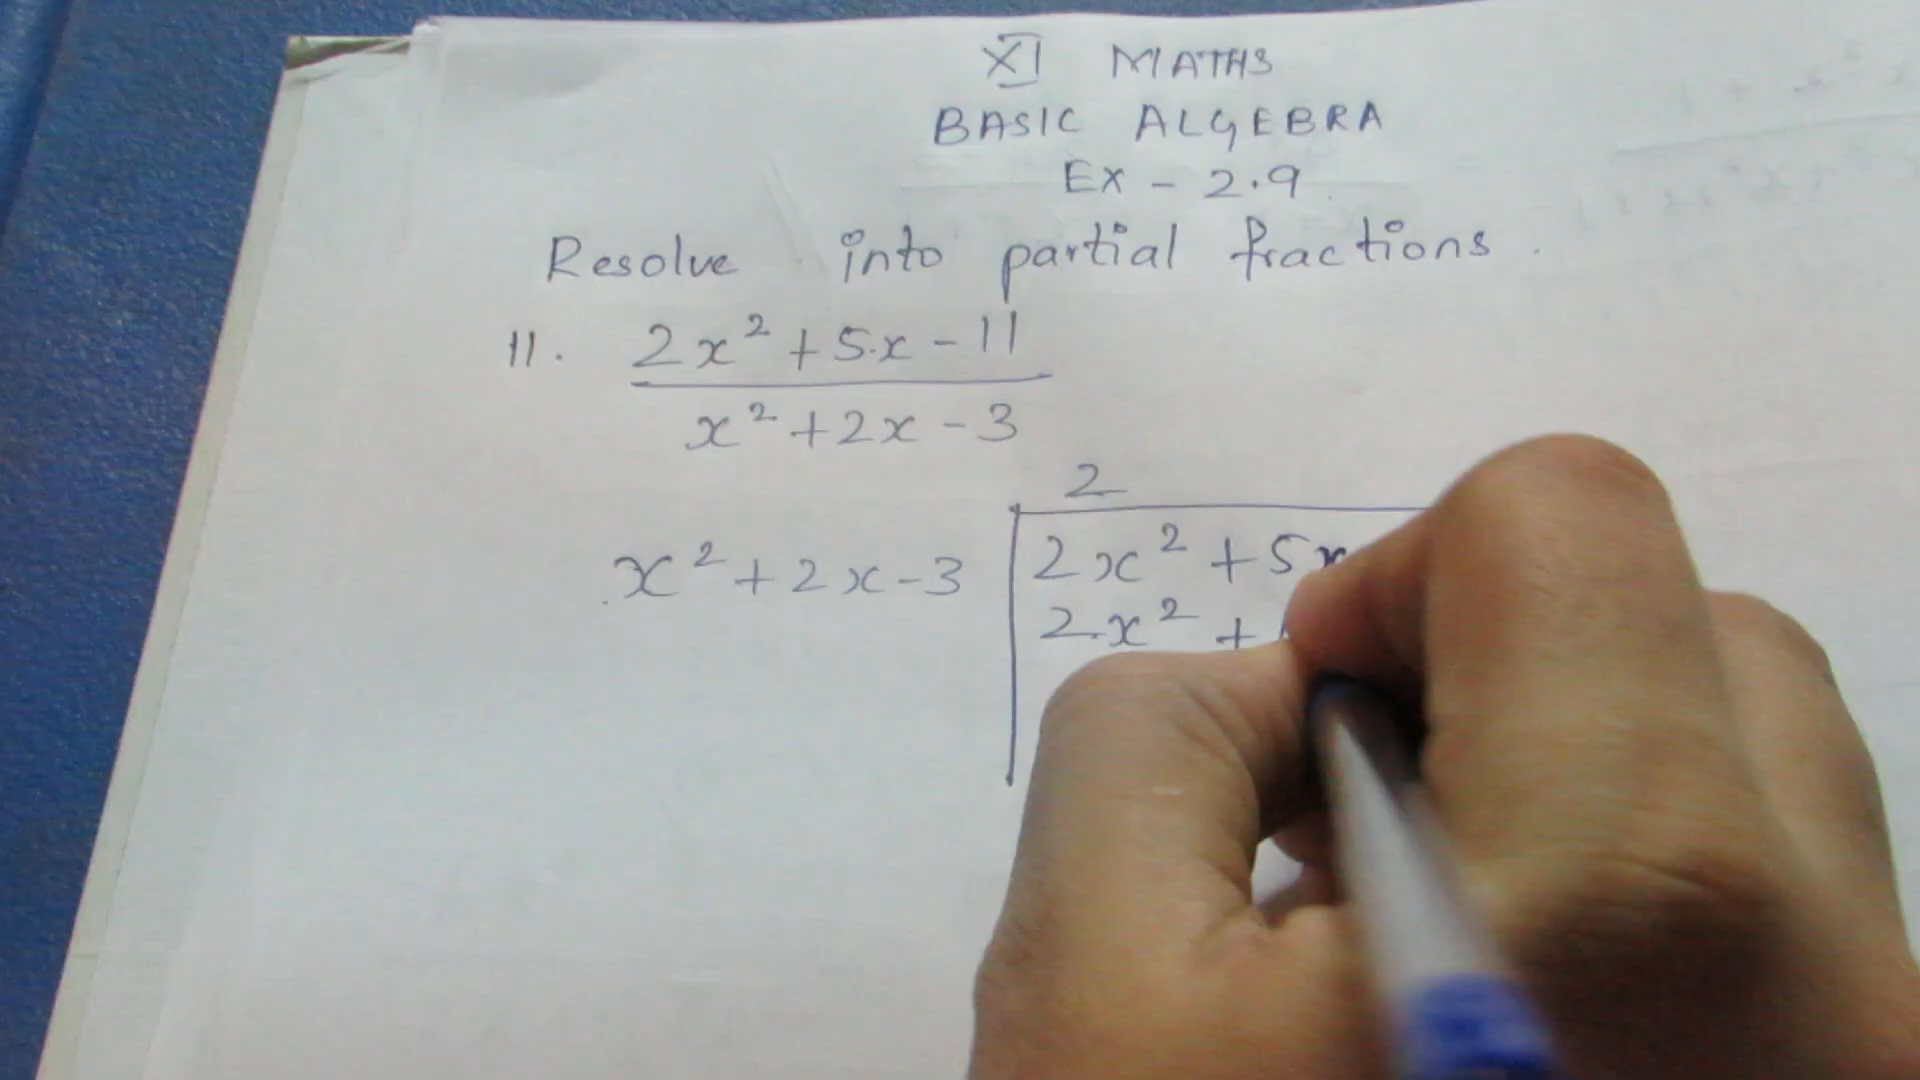 XI MATHS
BASIC ALGEBRA
EX - 2.9
Resolve into partial fractions.
11. 2x² + 5x - 11
x² + 2x - 3
2
x² + 2x - 3 2x² + 5x
2x² +